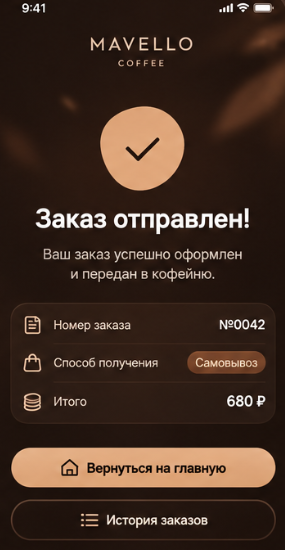 9:41
MAVELLO
COFFEE
Заказ отправлен!
Ваш заказ успешно оформлен
и передан в кофейню.
Номер заказа №0042
Способ получения Самовывоз
Итого 680 ₽
Вернуться на главную
История заказов